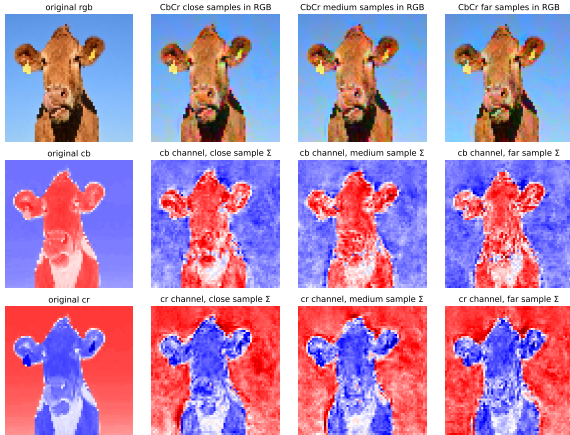 original rgb
CbCr close samples in RGB
CbCr medium samples in RGB
CbCr far samples in RGB
original cb
cb channel, close sample Σ
cb channel, medium sample Σ
cb channel, far sample Σ
original cr
cr channel, close sample Σ
cr channel, medium sample Σ
cr channel, far sample Σ